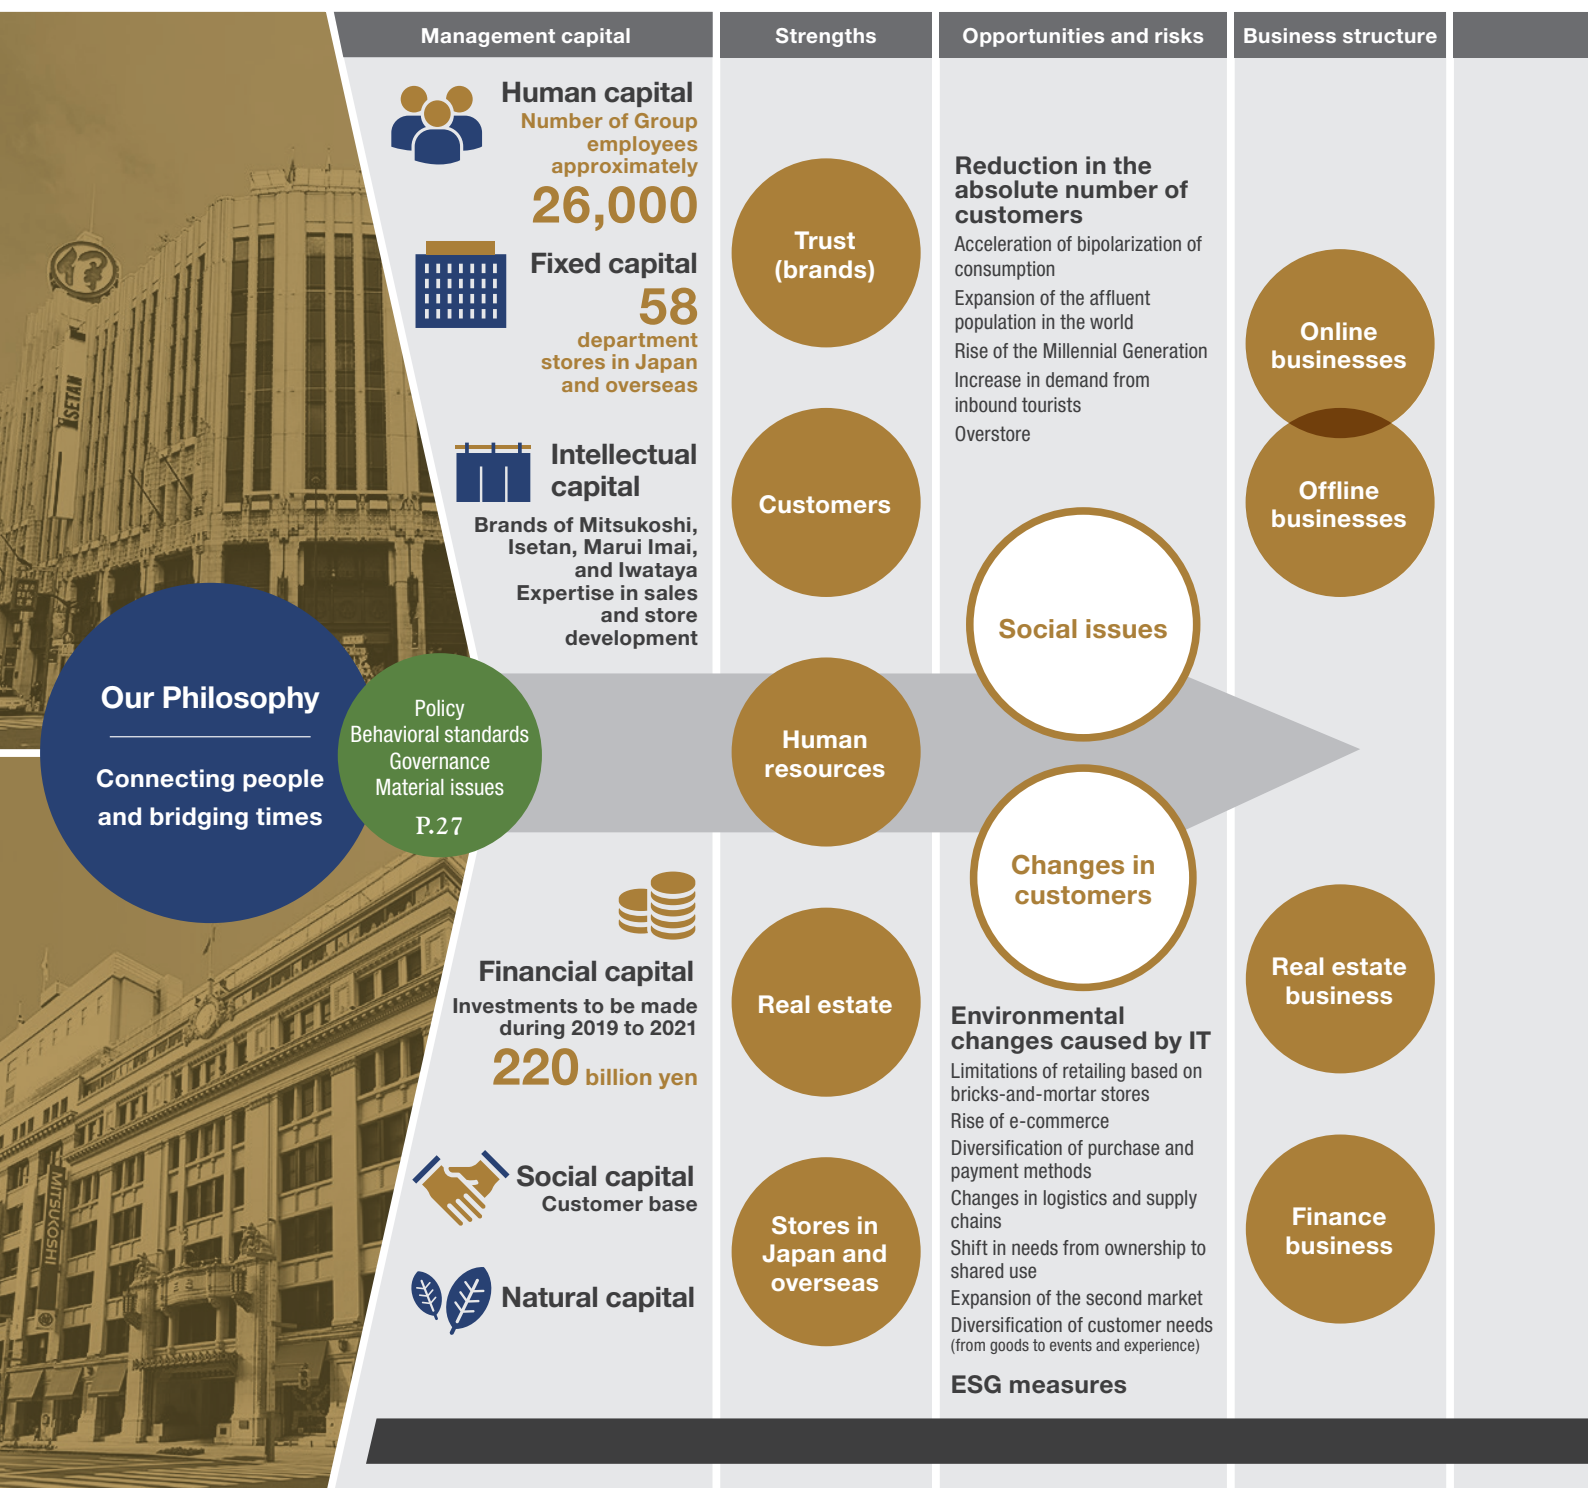 Management capital
Strengths
Opportunities and risks
Business structure
ISETAN
MITSUKOSHI
Our Philosophy
Connecting people
and bridging times
Policy
Behavioral standards
Governance
Material issues
P.27
Human capital
Number of Group
employees
approximately
26,000
Fixed capital
58
department
stores in Japan
and overseas
Intellectual
capital
Brands of Mitsukoshi,
Isetan, Marui Imai,
and Iwataya
Expertise in sales
and store
development
Financial capital
Investments to be made
during 2019 to 2021
220 billion yen
Social capital
Customer base
Natural capital
Trust
(brands)
Customers
Human
resources
Real estate
Stores in
Japan and
overseas
Reduction in the
absolute number of
customers
Acceleration of bipolarization of
consumption
Expansion of the affluent
population in the world
Rise of the Millennial Generation
Increase in demand from
inbound tourists
Overstore
Social issues
Changes in
customers
Environmental
changes caused by IT
Limitations of retailing based on
bricks-and-mortar stores
Rise of e-commerce
Diversification of purchase and
payment methods
Changes in logistics and supply
chains
Shift in needs from ownership to
shared use
Expansion of the second market
Diversification of customer needs
(from goods to events and experience)
ESG measures
Online
businesses
Offline
businesses
Real estate
business
Finance
business